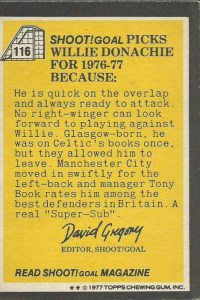 116
SHOOT!GOAL PICKS
WILLIE DONACHIE
FOR 1976-77
BECAUSE:
He is quick on the overlap
and always ready to attack.
No right-winger can look
forward to playing against
Willie. Glasgow-born, he
was on Celtic's books once,
but they allowed him to
leave. Manchester City
moved in swiftly for the
left-back and manager Tony
Book rates him among the
best defenders in Britain. A
real "Super-Sub".
David Gregory
EDITOR, SHOOT!GOAL
READ SHOOT!GOAL MAGAZINE
★★ © 1977 TOPPS CHEWING GUM, INC.